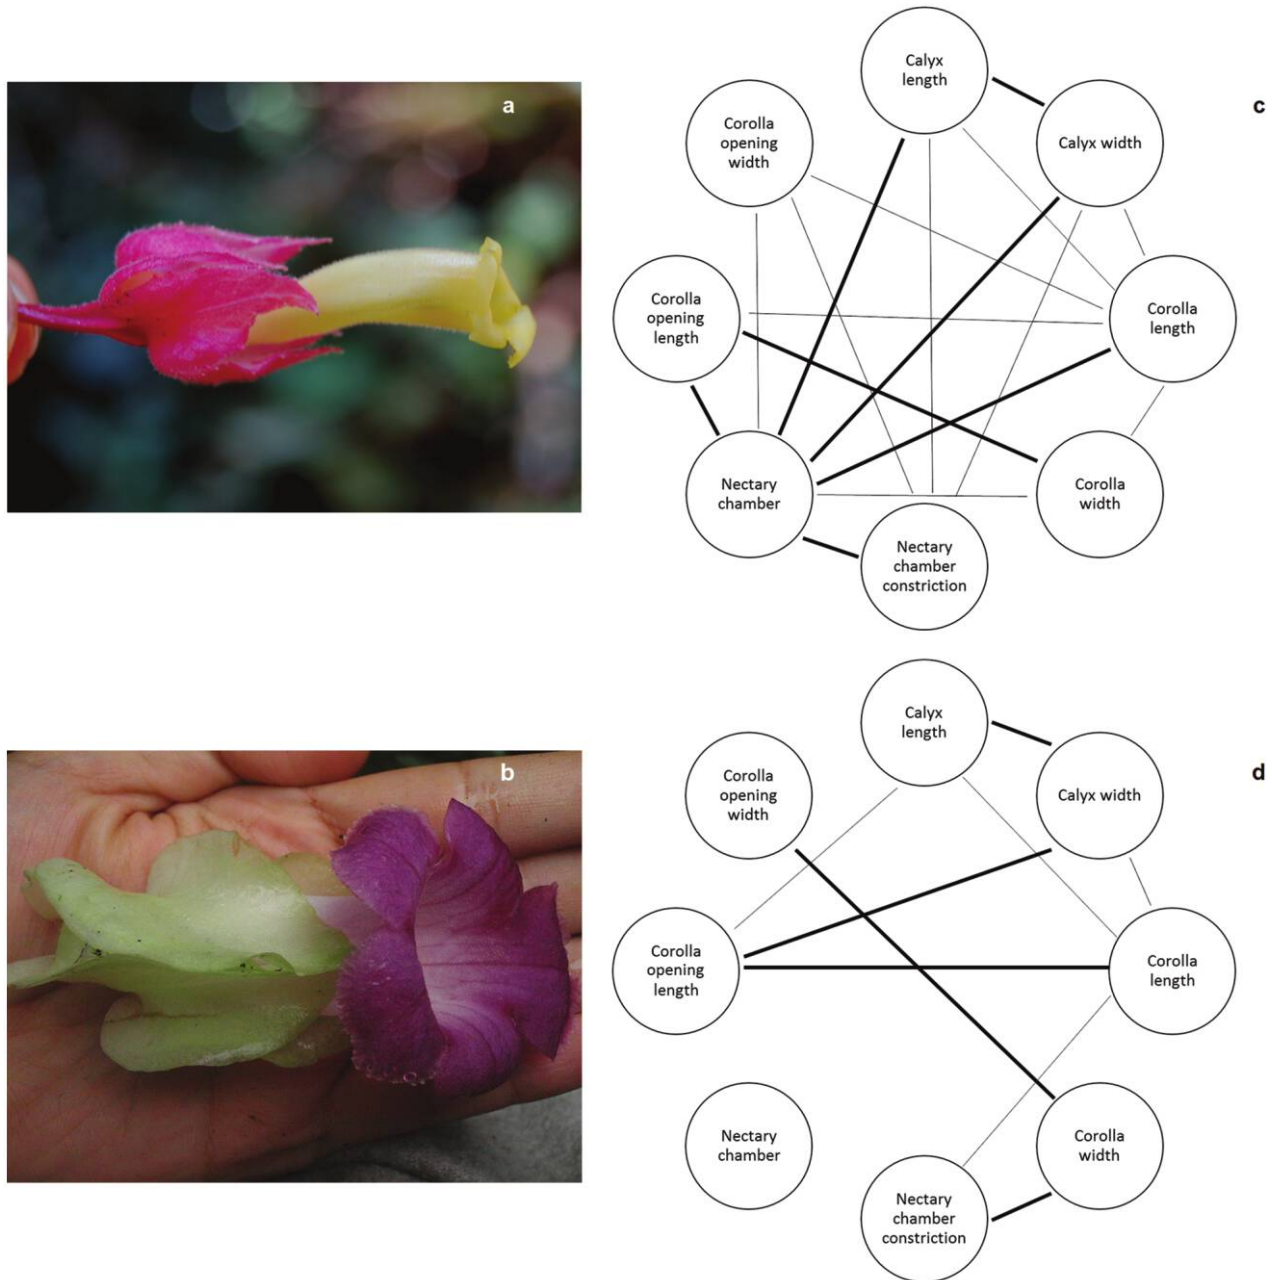 a
c
Calyx
length
Corolla
opening
width
Calyx width
Corolla
opening
length
Corolla
length
Nectary
chamber
Corolla
width
Nectary
chamber
constriction
b
d
Calyx
length
Corolla
opening
width
Calyx width
Corolla
opening
length
Corolla
length
Nectary
chamber
Corolla
width
Nectary
chamber
constriction